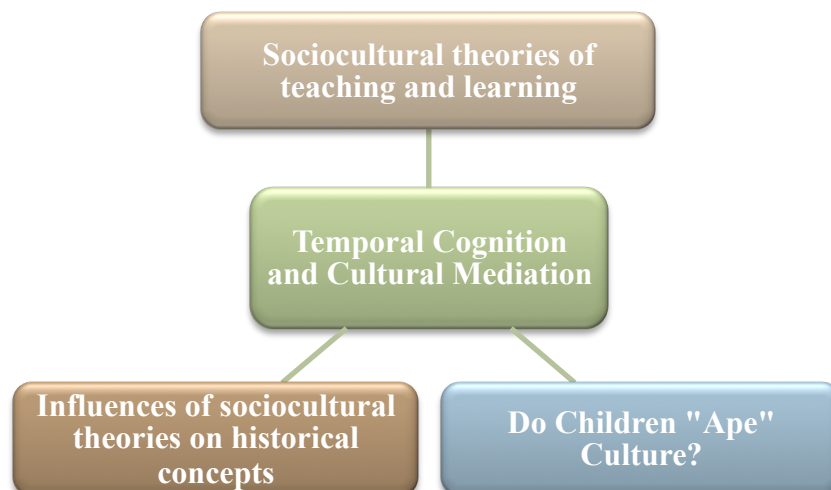 Sociocultural theories of
teaching and learning
Temporal Cognition
and Cultural Mediation
Influences of sociocultural
theories on historical
concepts
Do Children "Ape"
Culture?